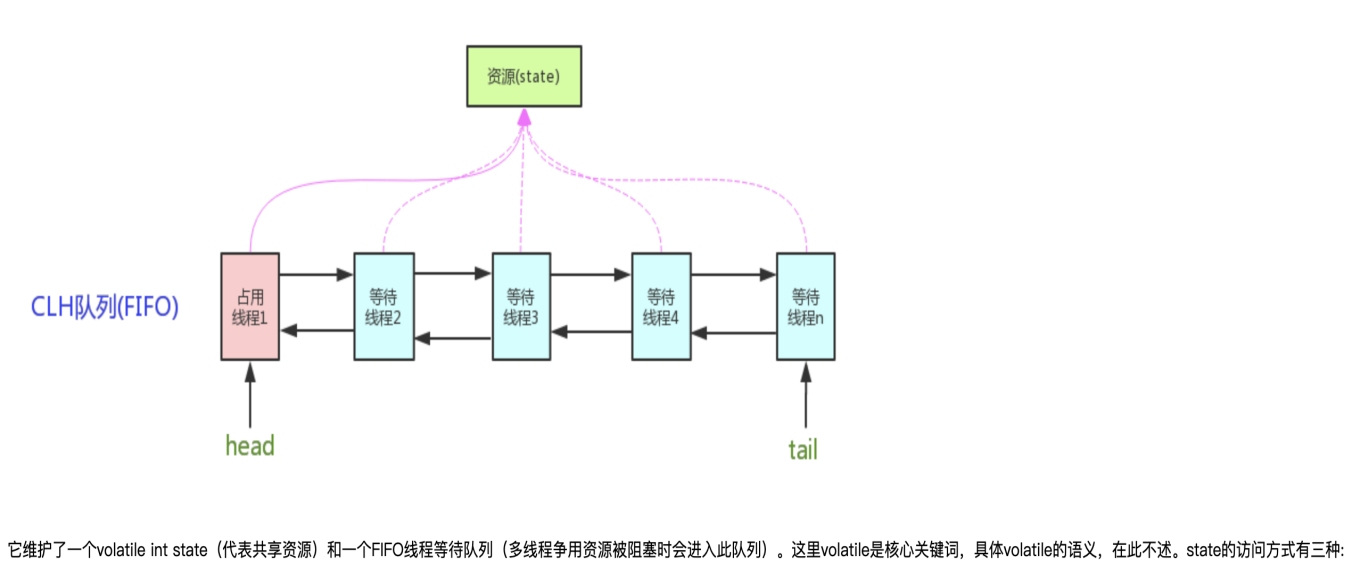 资源(state)
CLH队列(FIFO)
占用
线程1
等待
线程2
等待
线程3
等待
线程4
等待
线程n
head
tail
它维护了一个volatile int state（代表共享资源）和一个FIFO线程等待队列（多线程争用资源被阻塞时会进入此队列）。这里volatile是核心关键词，具体volatile的语义，在此不述。state的访问方式有三种: